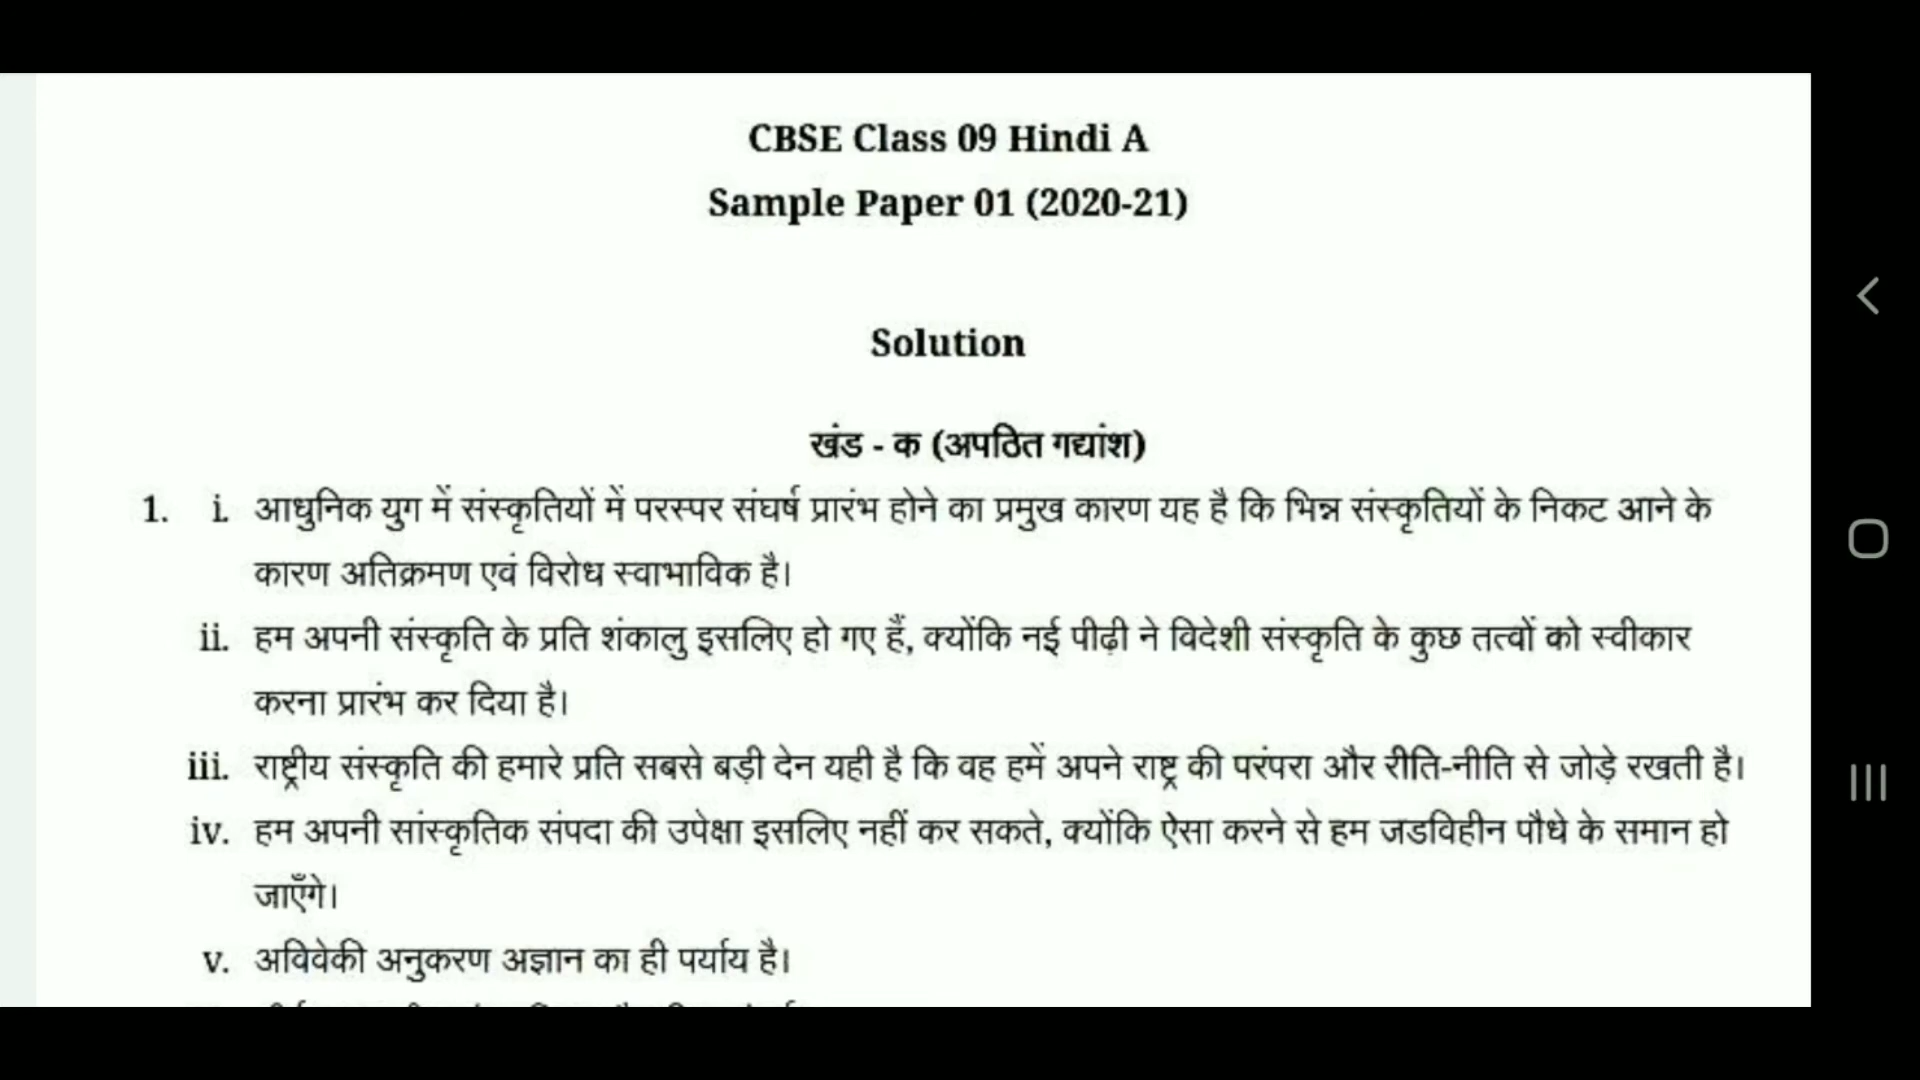 CBSE Class 09 Hindi A
Sample Paper 01 (2020-21)
Solution
खंड - क (अपठित गद्यांश)
1. i. आधुनिक युग में संस्कृतियों में परस्पर संघर्ष प्रारंभ होने का प्रमुख कारण यह है कि भिन्न संस्कृतियों के निकट आने के
कारण अतिक्रमण एवं विरोध स्वाभाविक है।
ii. हम अपनी संस्कृति के प्रति शंकालु इसलिए हो गए हैं, क्योंकि नई पीढ़ी ने विदेशी संस्कृति के कुछ तत्वों को स्वीकार
करना प्रारंभ कर दिया है।
iii. राष्ट्रीय संस्कृति की हमारे प्रति सबसे बड़ी देन यही है कि वह हमें अपने राष्ट्र की परंपरा और रीति-नीति से जोड़े रखती है।
iv. हम अपनी सांस्कृतिक संपदा की उपेक्षा इसलिए नहीं कर सकते, क्योंकि ऐसा करने से हम जडविहीन पौधे के समान हो
जाएँगे।
v. अविवेकी अनुकरण अज्ञान का ही पर्याय है।